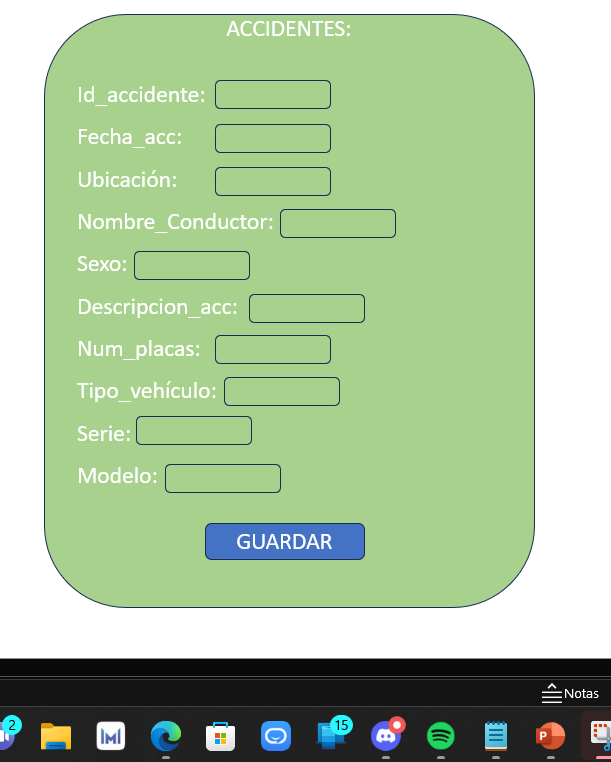 ACCIDENTES:
Id_accidente:
Fecha_acc:
Ubicación:
Nombre_Conductor:
Sexo:
Descripcion_acc:
Num_placas:
Tipo_vehículo:
Serie:
Modelo:
GUARDAR
Notas
2
15
P